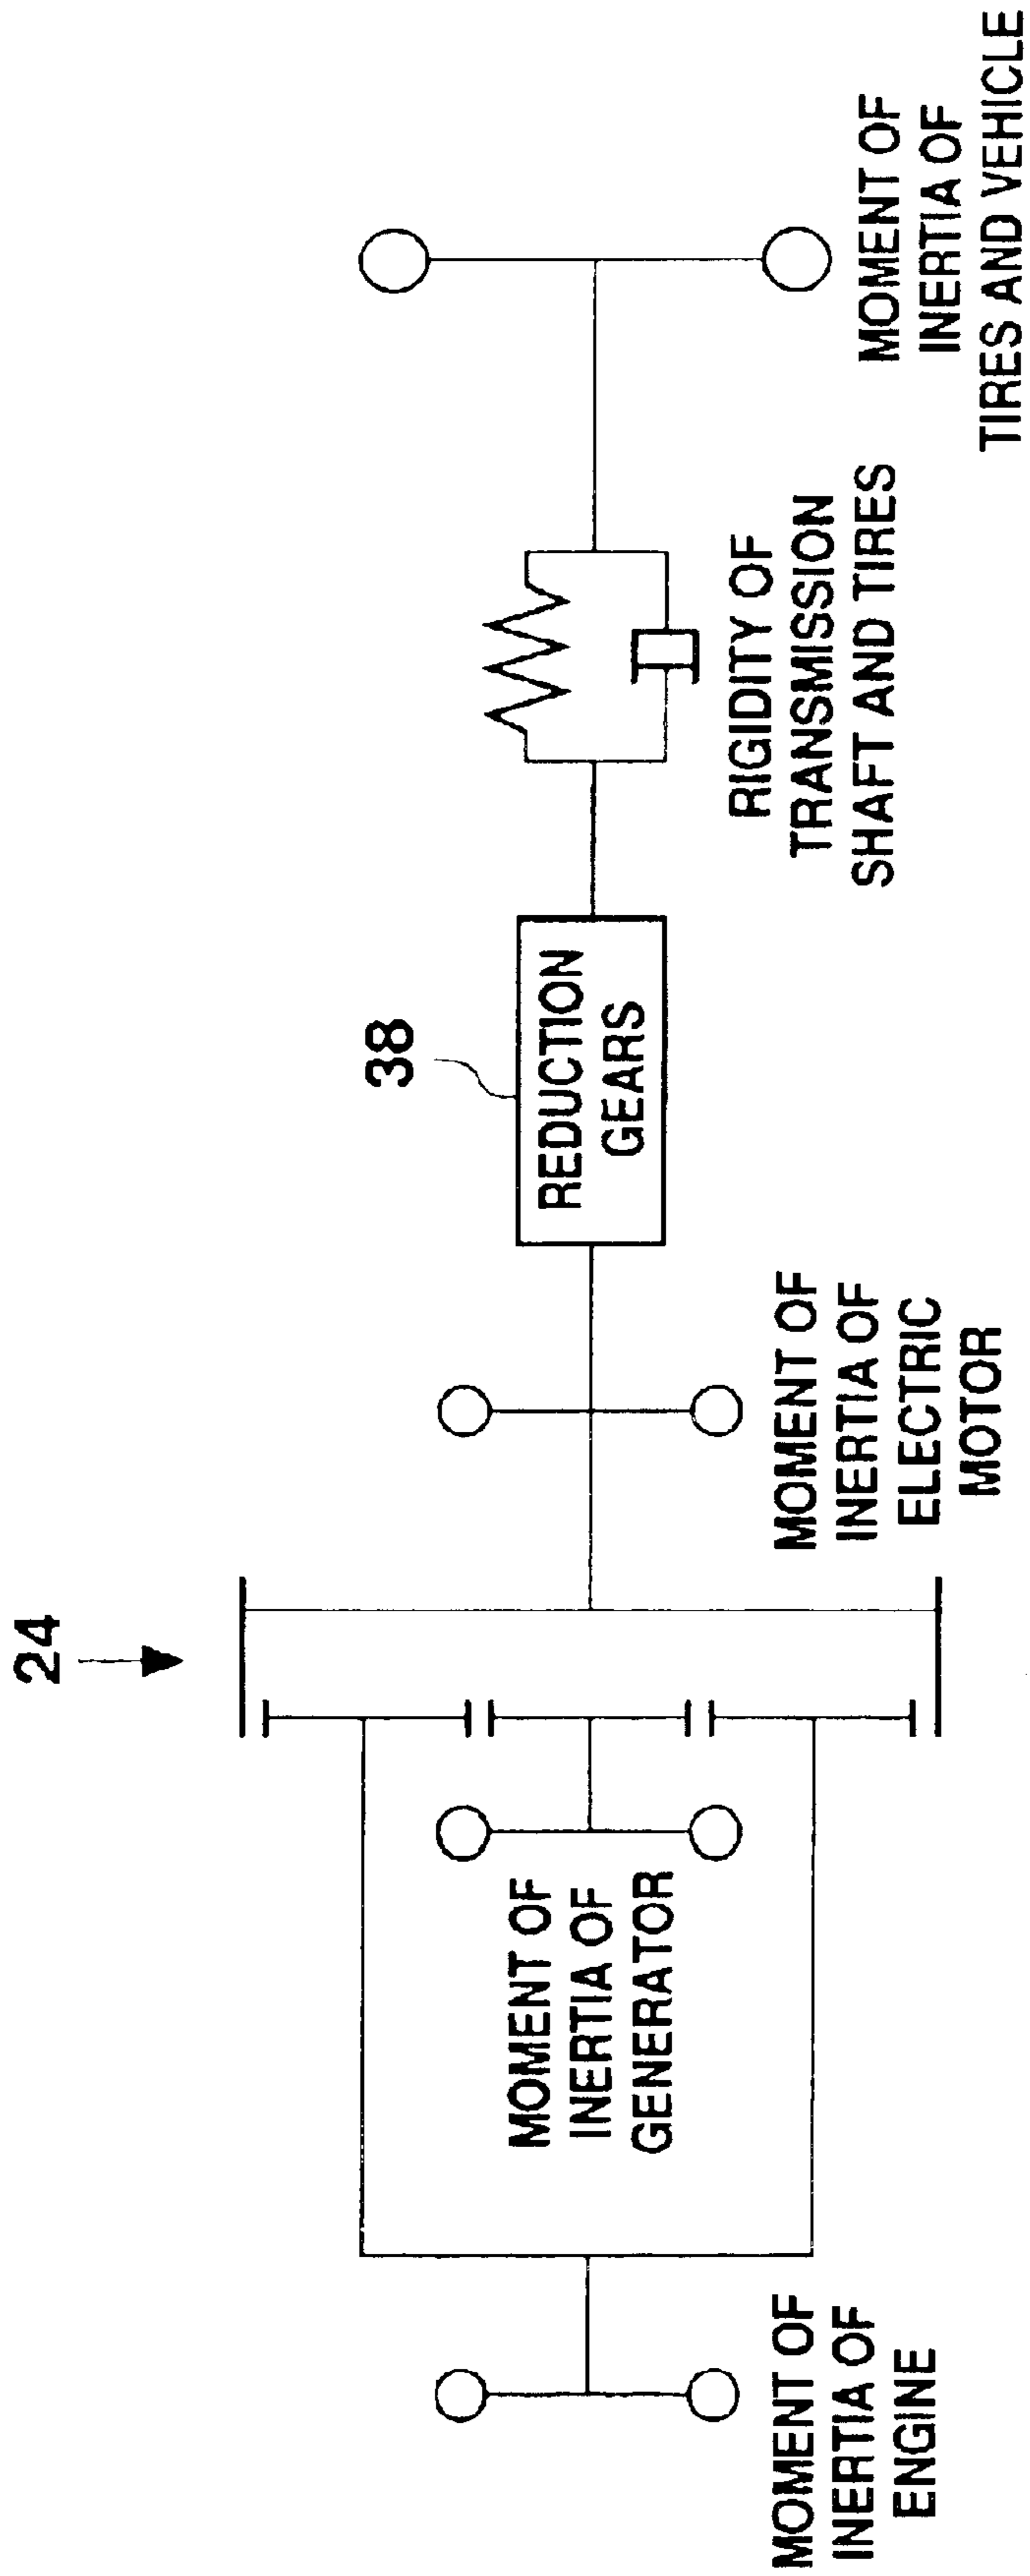 24
38
MOMENT OF
INERTIA OF
ENGINE
MOMENT OF
INERTIA OF
GENERATOR
MOMENT OF
INERTIA OF
ELECTRIC
MOTOR
REDUCTION
GEARS
RIGIDITY OF
TRANSMISSION
SHAFT AND TIRES
MOMENT OF
INERTIA OF
TIRES AND VEHICLE